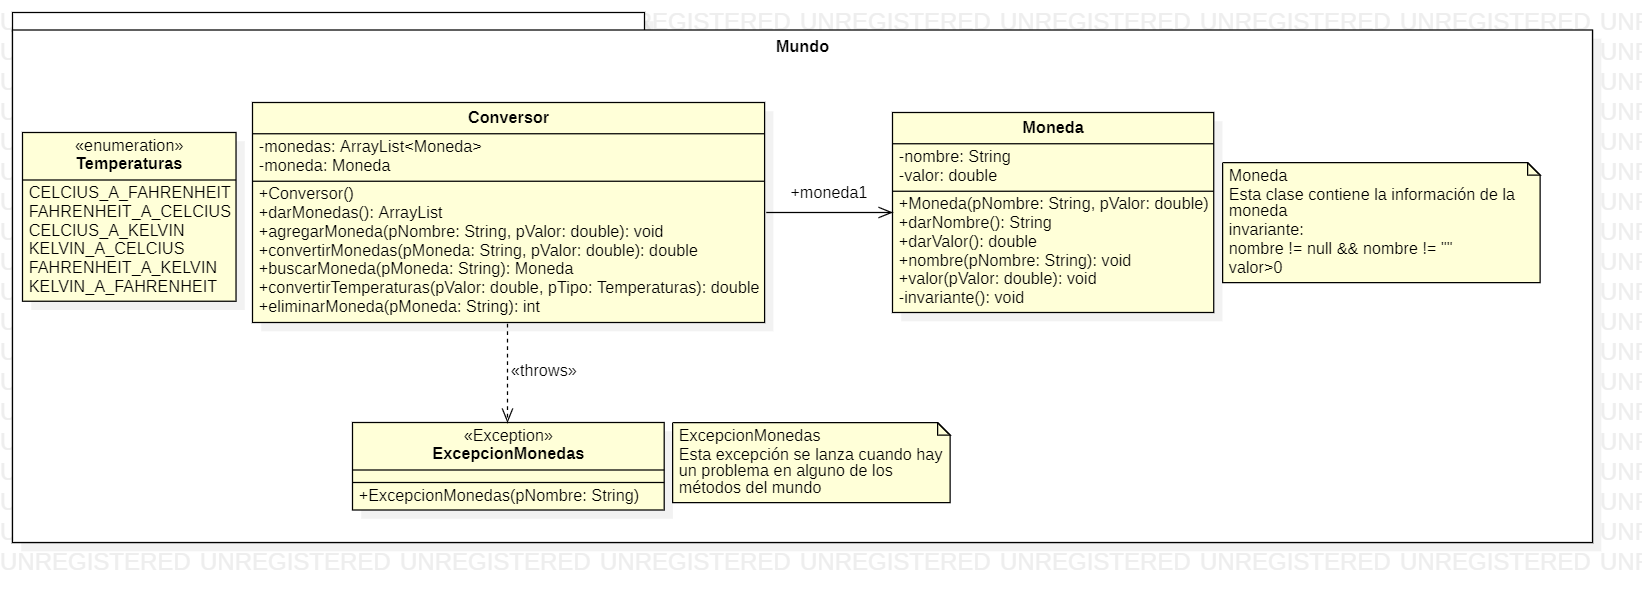 UNREGISTERED UNREGISTERED UNREGISTERED UNREGISTERED UNREGISTERED
Mundo
«enumeration»
Temperaturas
CELCIUS_A_FAHRENHEIT
FAHRENHEIT_A_CELCIUS
CELCIUS_A_KELVIN
KELVIN_A_CELCIUS
FAHRENHEIT_A_KELVIN
KELVIN_A_FAHRENHEIT
Conversor
-monedas: ArrayList<Moneda>
-moneda: Moneda
+Conversor()
+darMonedas(): ArrayList
+agregarMoneda(pNombre: String, pValor: double): void
+convertirMonedas(pMoneda: String, pValor: double): double
+buscarMoneda(pMoneda: String): Moneda
+convertirTemperaturas(pValor: double, pTipo: Temperaturas): double
+eliminarMoneda(pMoneda: String): int
+moneda1
Moneda
-nombre: String
-valor: double
+Moneda(pNombre: String, pValor: double)
+darNombre(): String
+darValor(): double
+nombre(pNombre: String): void
+valor(pValor: double): void
-invariante(): void
Moneda
Esta clase contiene la información de la
moneda
invariante:
nombre != null && nombre != ""
valor>0
«throws»
«Exception»
ExcepcionMonedas
+ExcepcionMonedas(pNombre: String)
ExcepcionMonedas
Esta excepción se lanza cuando hay
un problema en alguno de los
métodos del mundo
UNREGISTERED UNREGISTERED UNREGISTERED UNREGISTERED UNREGISTERED UNREGISTERED UNREGISTERED UNREGISTERED